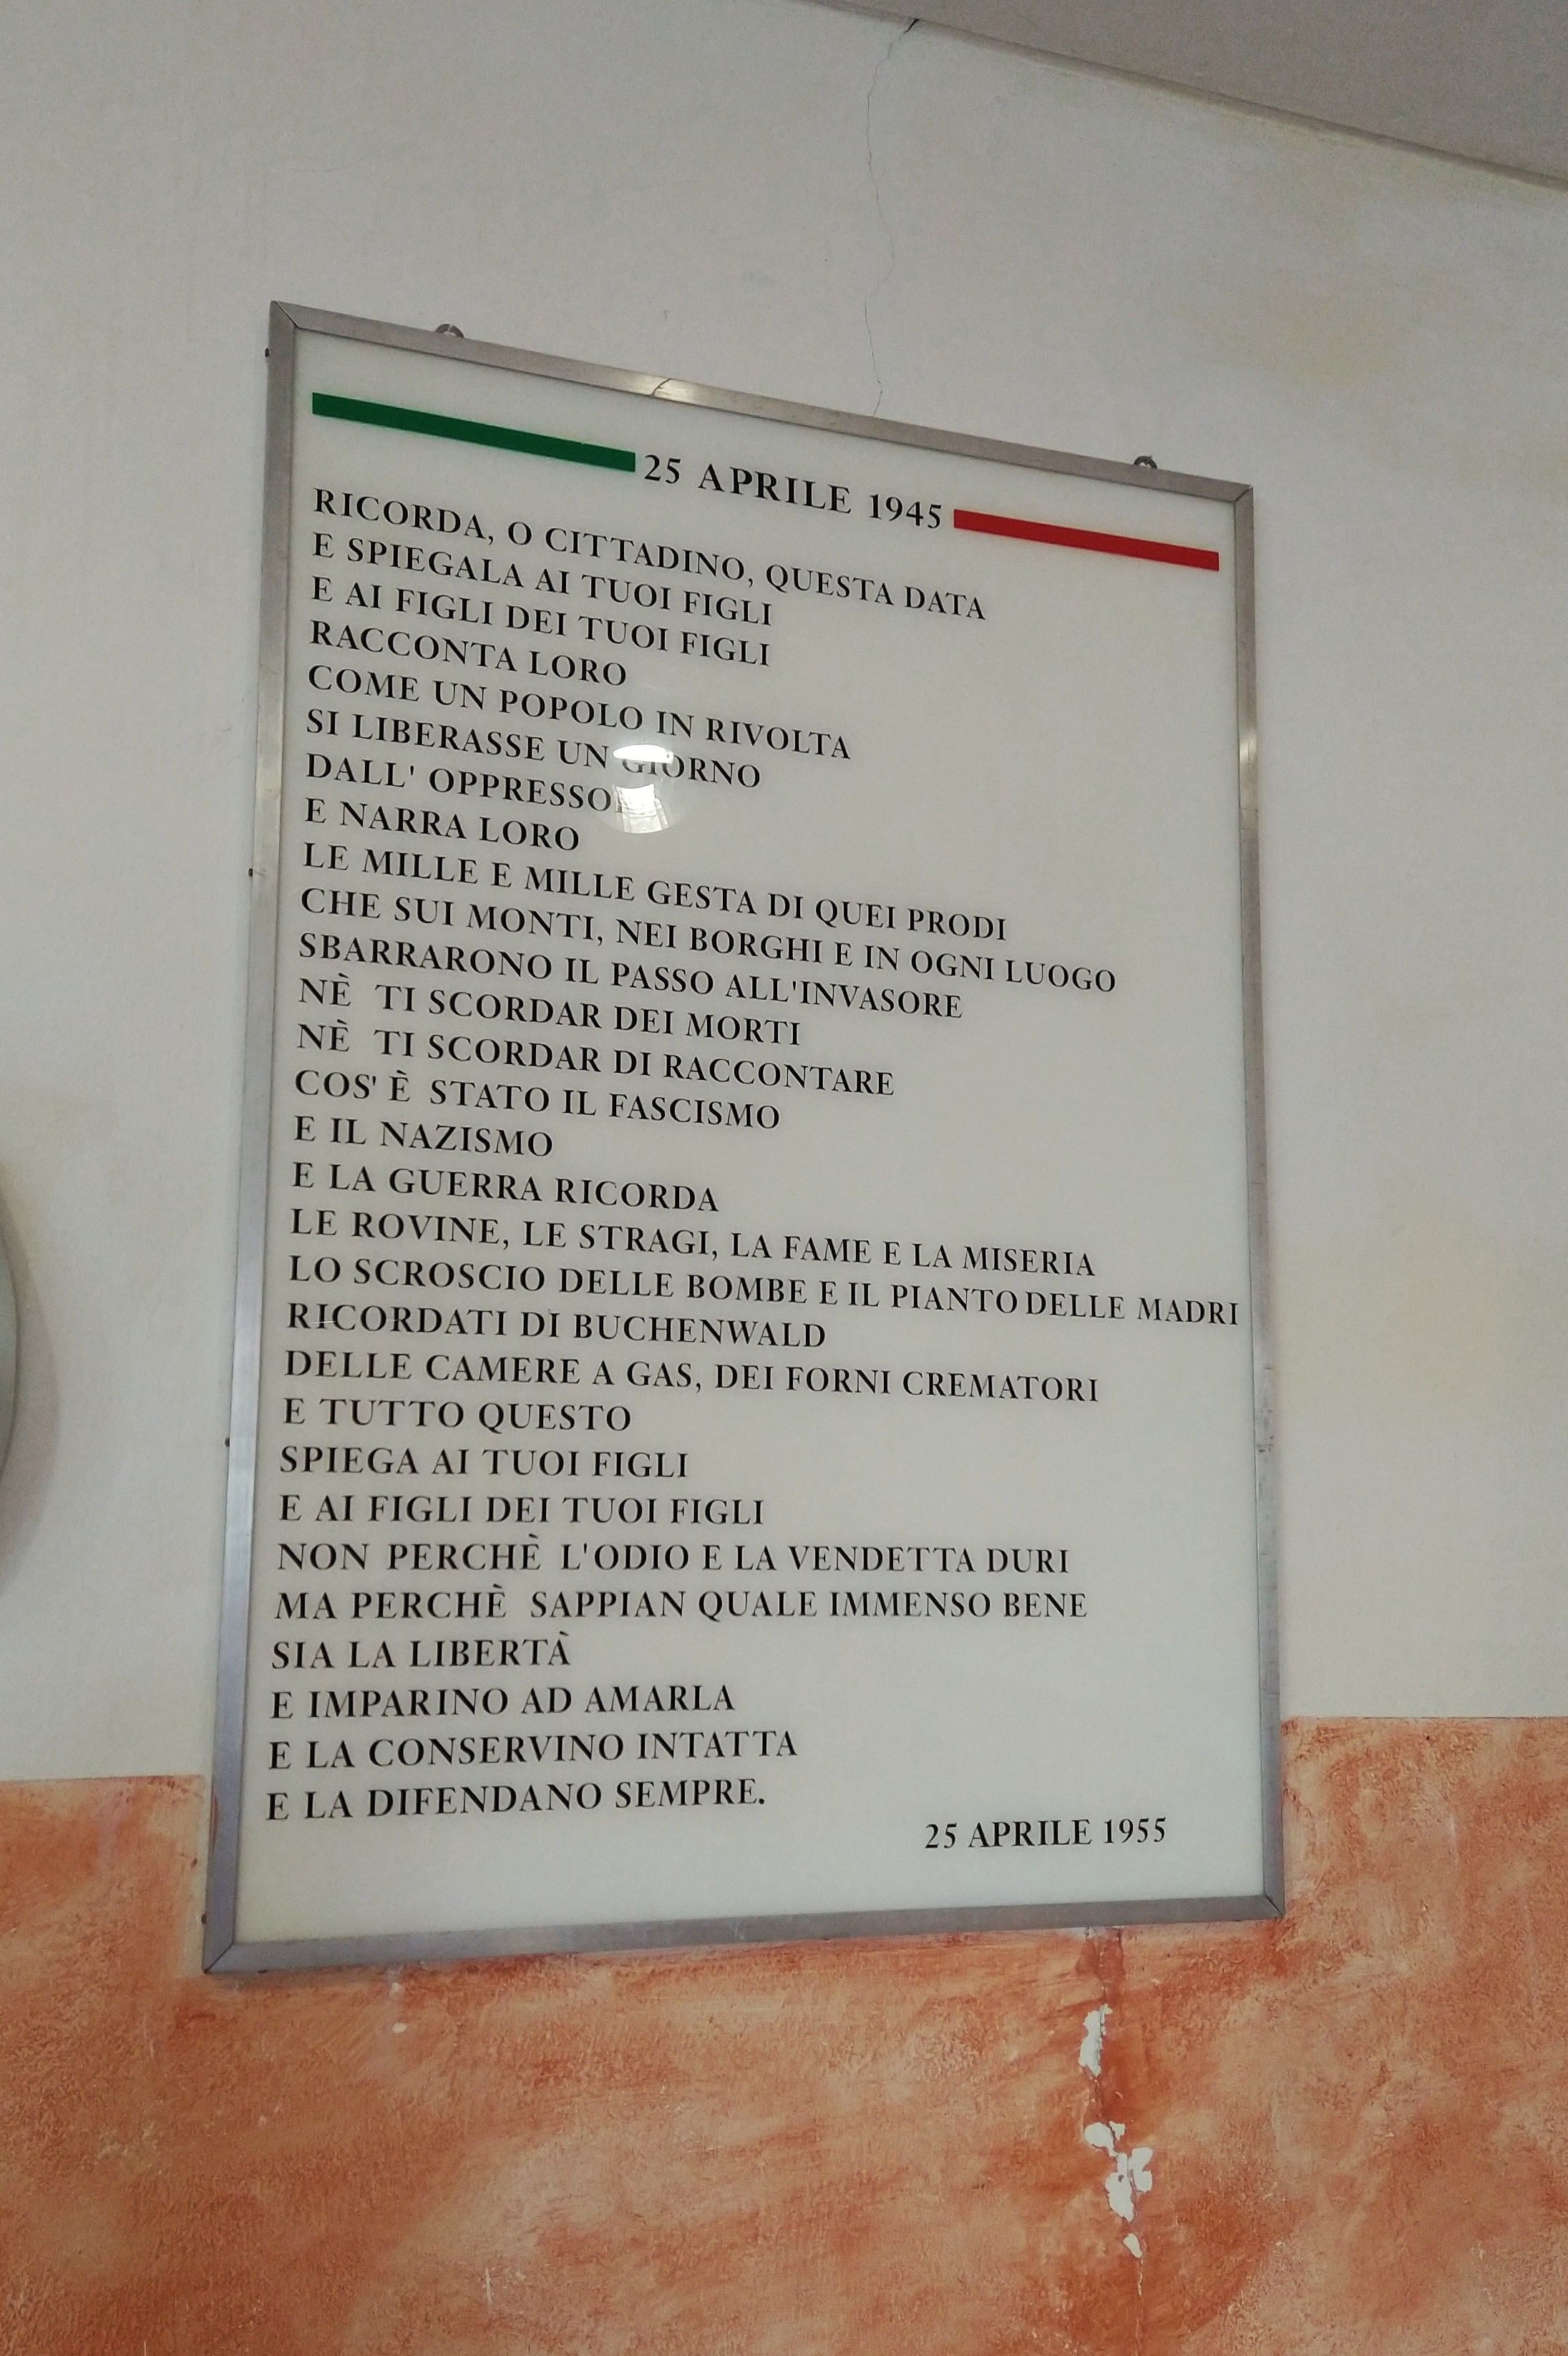 25 APRILE 1945
RICORDA, O CITTADINO, QUESTA DATA
E SPIEGALA AI TUOI FIGLI
E AI FIGLI DEI TUOI FIGLI
RACCONTA LORO
COME UN POPOLO IN RIVOLTA
SI LIBERASSE UN GIORNO
DALL' OPPRESSORE
E NARRA LORO
LE MILLE E MILLE GESTA DI QUEI PRODI
CHE SUI MONTI, NEI BORGHI E IN OGNI LUOGO
SBARRARONO IL PASSO ALL'INVASORE
NÈ TI SCORDAR DEI MORTI
NÈ TI SCORDAR DI RACCONTARE
COS' È STATO IL FASCISMO
E IL NAZISMO
E LA GUERRA RICORDA
LE ROVINE, LE STRAGI, LA FAME E LA MISERIA
LO SCROSCIO DELLE BOMBE E IL PIANTO DELLE MADRI
RICORDATI DI BUCHENWALD
DELLE CAMERE A GAS, DEI FORNI CREMATORI
E TUTTO QUESTO
SPIEGA AI TUOI FIGLI
E AI FIGLI DEI TUOI FIGLI
NON PERCHÈ L'ODIO E LA VENDETTA DURI
MA PERCHÈ SAPPIAN QUALE IMMENSO BENE
SIA LA LIBERTÀ
E IMPARINO AD AMARLA
E LA CONSERVINO INTATTA
E LA DIFENDANO SEMPRE.
25 APRILE 1955